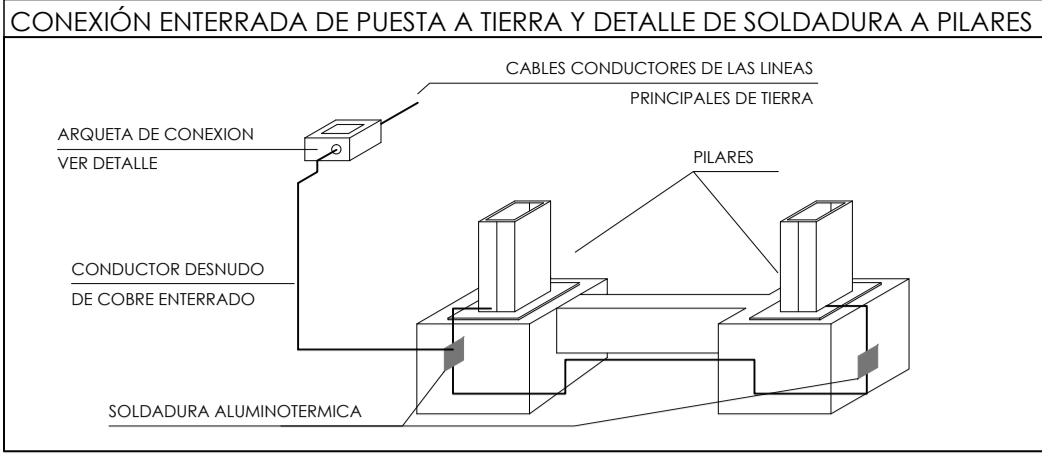 CONEXIÓN ENTERRADA DE PUESTA A TIERRA Y DETALLE DE SOLDADURA A PILARES
CABLES CONDUCTORES DE LAS LINEAS
PRINCIPALES DE TIERRA
ARQUETA DE CONEXION
VER DETALLE
PILARES
CONDUCTOR DESNUDO
DE COBRE ENTERRADO
SOLDADURA ALUMINOTERMICA